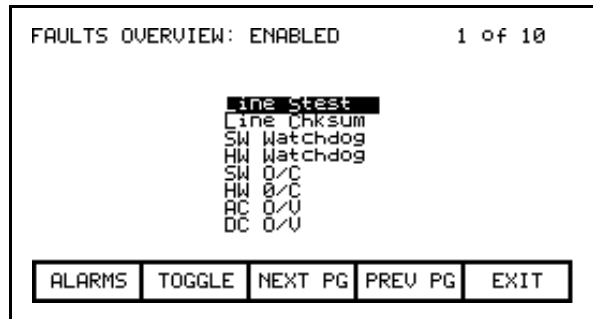 FAULTS OVERVIEW: ENABLED 1 of 10
Line Stest
Line Chksum
SW Watchdog
HW Watchdog
SW O/C
HW 0/C
AC O/V
DC O/V
ALARMS TOGGLE NEXT PG PREV PG EXIT